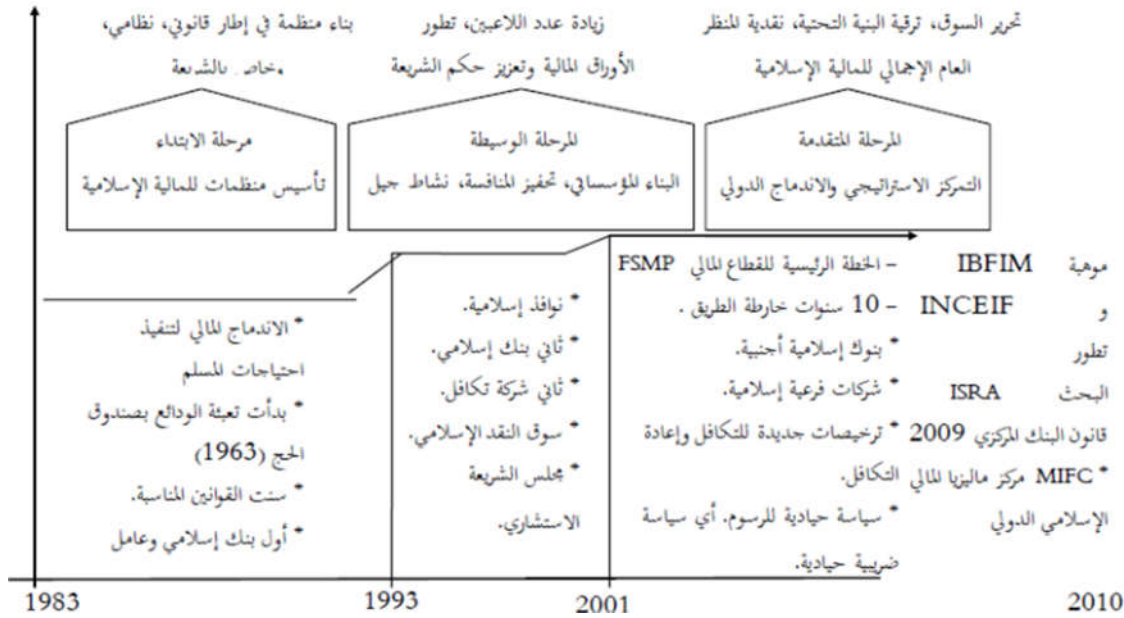 بناء منظمة في إطار قانوني، نظامي،
وخاص بالشريعة
زيادة عدد اللاعبين، تطور
الأوراق المالية وتعزيز حكم الشريعة
تحرير السوق، ترقية البنية التحتية، نقدية المنظر
العام الإجمالي للمالية الإسلامية
مرحلة الابتداء
تأسيس منظمات للمالية الإسلامية
المرحلة الوسيطة
البناء المؤسساتي، تحفيز المنافسة، نشاط جيل
المرحلة المتقدمة
التمركز الاستراتيجي والاندماج الدولي
* الاندماج المالي لتنفيذ
احتياجات المسلم
* بدأت تعبئة الودائع بصندوق
الحج (1963)
* سنت القوانين المناسبة.
* أول بنك إسلامي وعامل
* نوافذ إسلامية.
* ثاني بنك إسلامي.
* ثاني شركة تكافل.
* سوق النقد الإسلامي.
* مجلس الشريعة
الاستشاري.
– الخطة الرئيسية للقطاع المالي FSMP
– 10 سنوات خارطة الطريق .
* بنوك إسلامية أجنبية.
* شركات فرعية إسلامية.
* ترخيصات جديدة للتكافل وإعادة
التكافل.
* سياسة حيادية للرسوم. أي سياسة
ضريبية حيادية.
موهبة IBFIM
و INCEIF
تطور
البحث ISRA
قانون البنك المركزي 2009
* MIFC مركز ماليزيا المالي
الإسلامي الدولي
1983
1993
2001
2010